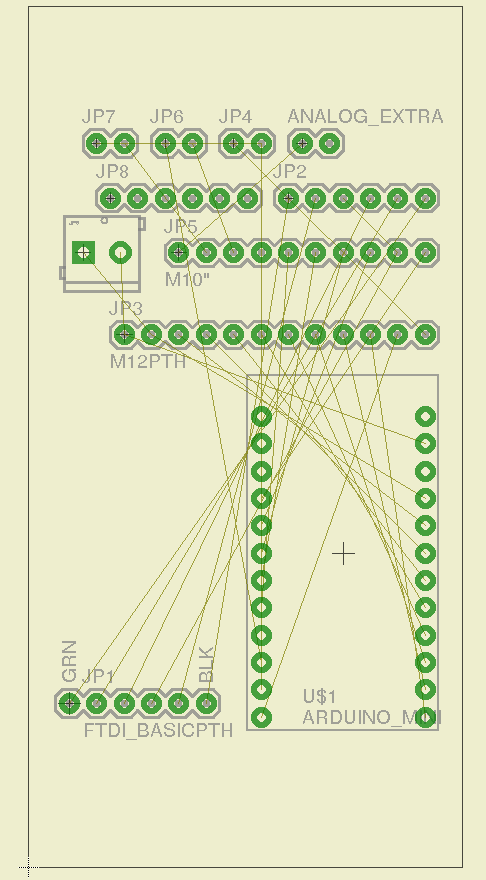 JP7 JP6 JP4 ANALOG_EXTRA
JP8 JP2
JP5
M10"
JP3
M12PTH
GRN BLK
JP1
FTDI_BASICPTH
U$1
ARDUINO_MINI